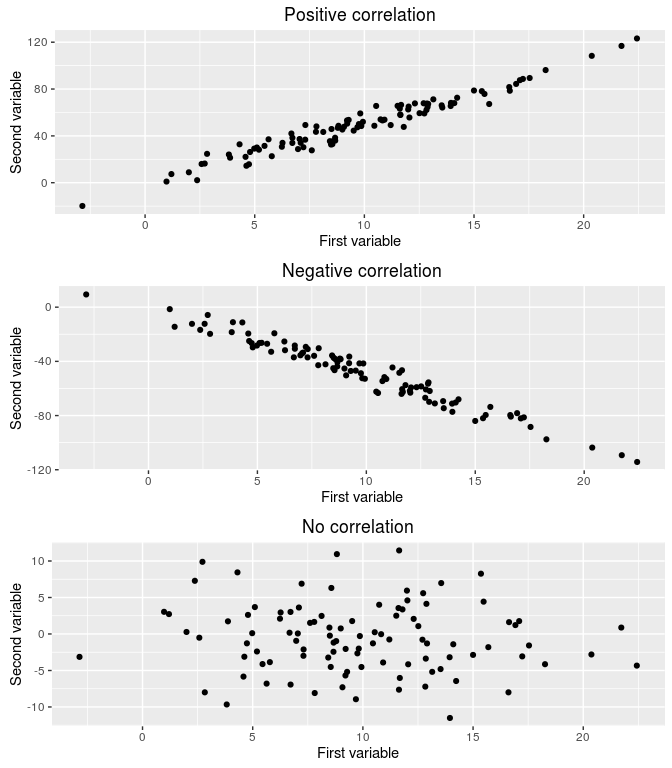 Positive correlation
120
80
40
0
0 5 10 15 20
First variable
Second variable
Negative correlation
0
-40
-80
-120
0 5 10 15 20
First variable
Second variable
No correlation
10
5
0
-5
-10
0 5 10 15 20
First variable
Second variable